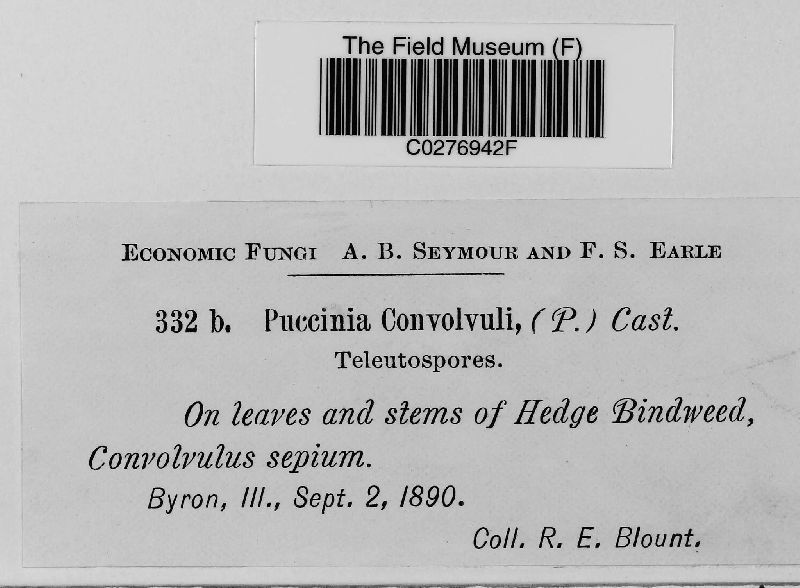 The Field Museum (F)
C0276942F
Economic Fungi A. B. Seymour and F. S. Earle
332 b. Puccinia Convolvuli, (P.) Cast.
Teleutospores.
On leaves and stems of Hedge Bindweed,
Convolvulus sepium.
Byron, Ill., Sept. 2, 1890.
Coll. R. E. Blount.